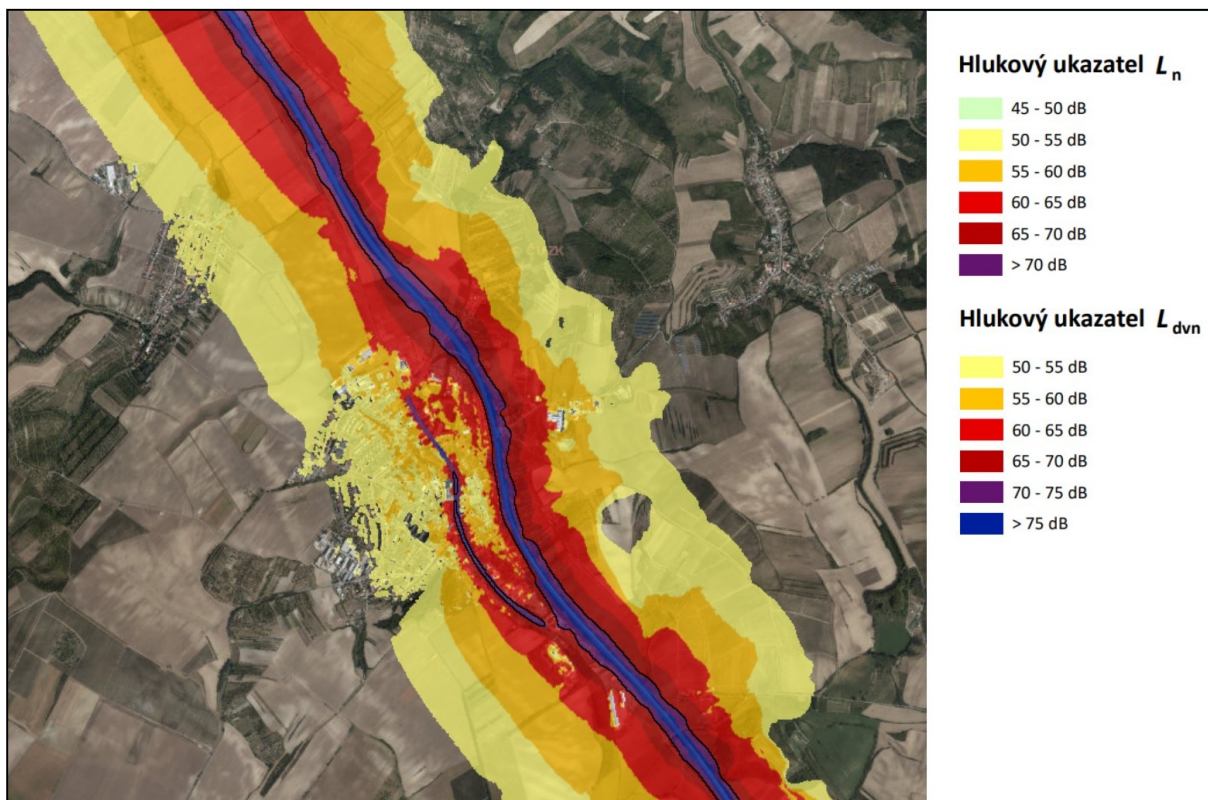 Hlukový ukazatel L n
45 - 50 dB
50 - 55 dB
55 - 60 dB
60 - 65 dB
65 - 70 dB
> 70 dB
Hlukový ukazatel L dvn
50 - 55 dB
55 - 60 dB
60 - 65 dB
65 - 70 dB
70 - 75 dB
> 75 dB